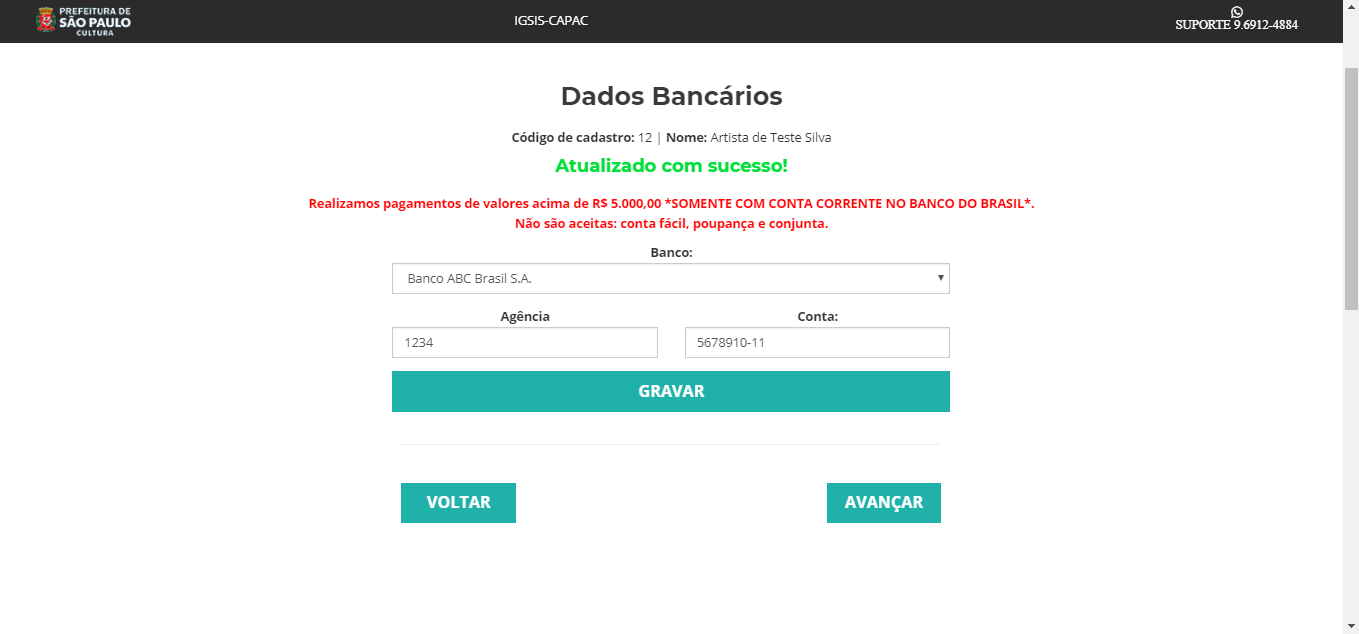 PREFEITURA DE
SÃO PAULO
CULTURA
IGSIS-CAPAC
SUPORTE 9.6912-4884
Dados Bancários
Código de cadastro: 12 | Nome: Artista de Teste Silva
Atualizado com sucesso!
Realizamos pagamentos de valores acima de R$ 5.000,00 *SOMENTE COM CONTA CORRENTE NO BANCO DO BRASIL*.
Não são aceitas: conta fácil, poupança e conjunta.
Banco:
Banco ABC Brasil S.A.
Agência Conta:
1234 5678910-11
GRAVAR
VOLTAR AVANÇAR